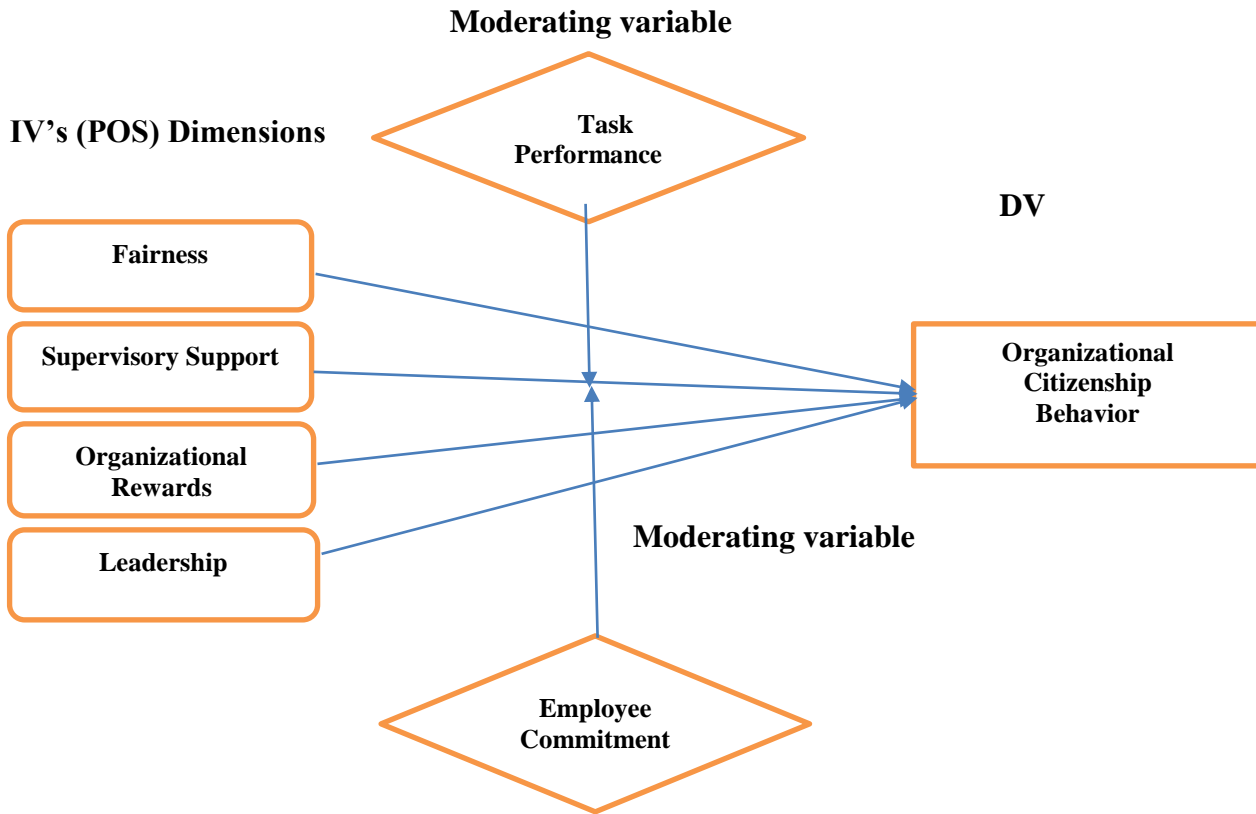 Moderating variable
IV’s (POS) Dimensions
Task
Performance
DV
Fairness
Supervisory Support
Organizational
Rewards
Leadership
Organizational
Citizenship
Behavior
Moderating variable
Employee
Commitment